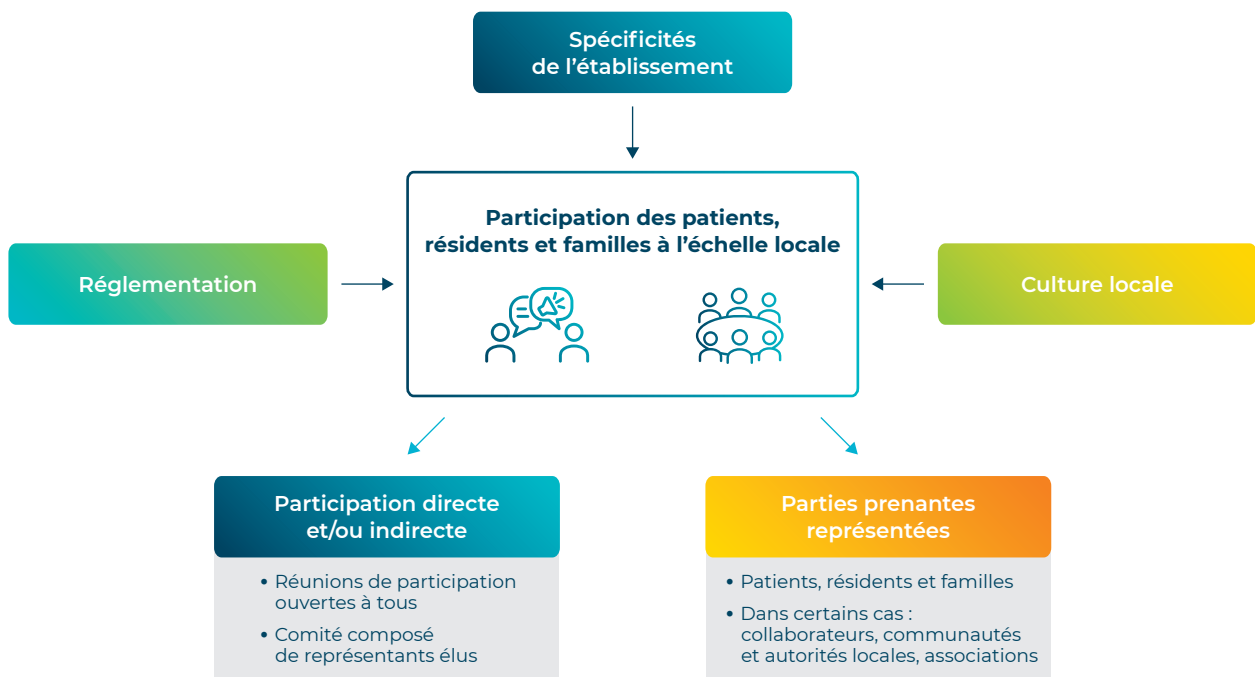 Spécificités
de l’établissement
Participation des patients,
résidents et familles à l’échelle locale
Réglementation
Culture locale
Participation directe
et/ou indirecte
• Réunions de participation
ouvertes à tous
• Comité composé
de représentants élus
Parties prenantes
représentées
• Patients, résidents et familles
• Dans certains cas :
collaborateurs, communautés
et autorités locales, associations